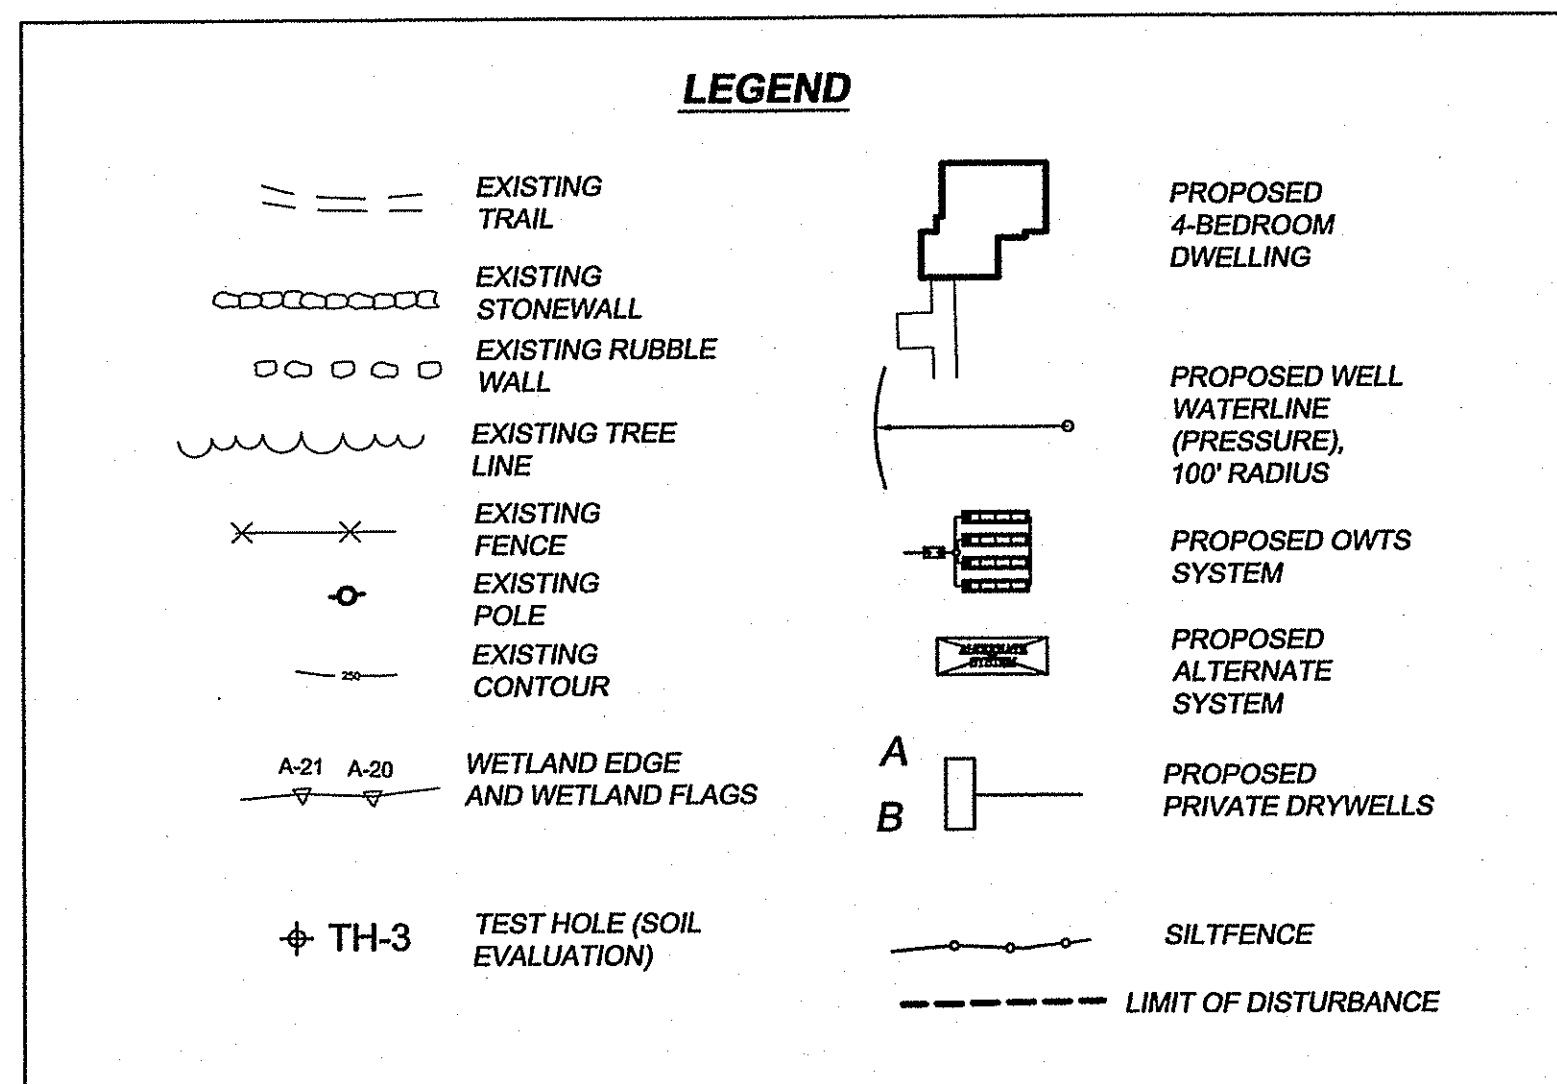 LEGEND
EXISTING
TRAIL
EXISTING
STONEWALL
EXISTING RUBBLE
WALL
EXISTING TREE
LINE
EXISTING
FENCE
EXISTING
POLE
250
EXISTING
CONTOUR
A-21 A-20
WETLAND EDGE
AND WETLAND FLAGS
TH-3
TEST HOLE (SOIL
EVALUATION)
PROPOSED
4-BEDROOM
DWELLING
PROPOSED WELL
WATERLINE
(PRESSURE),
100' RADIUS
PROPOSED OWTS
SYSTEM
ALTERNATE
SYSTEM
PROPOSED
ALTERNATE
SYSTEM
A
B
PROPOSED
PRIVATE DRYWELLS
SILTFENCE
LIMIT OF DISTURBANCE